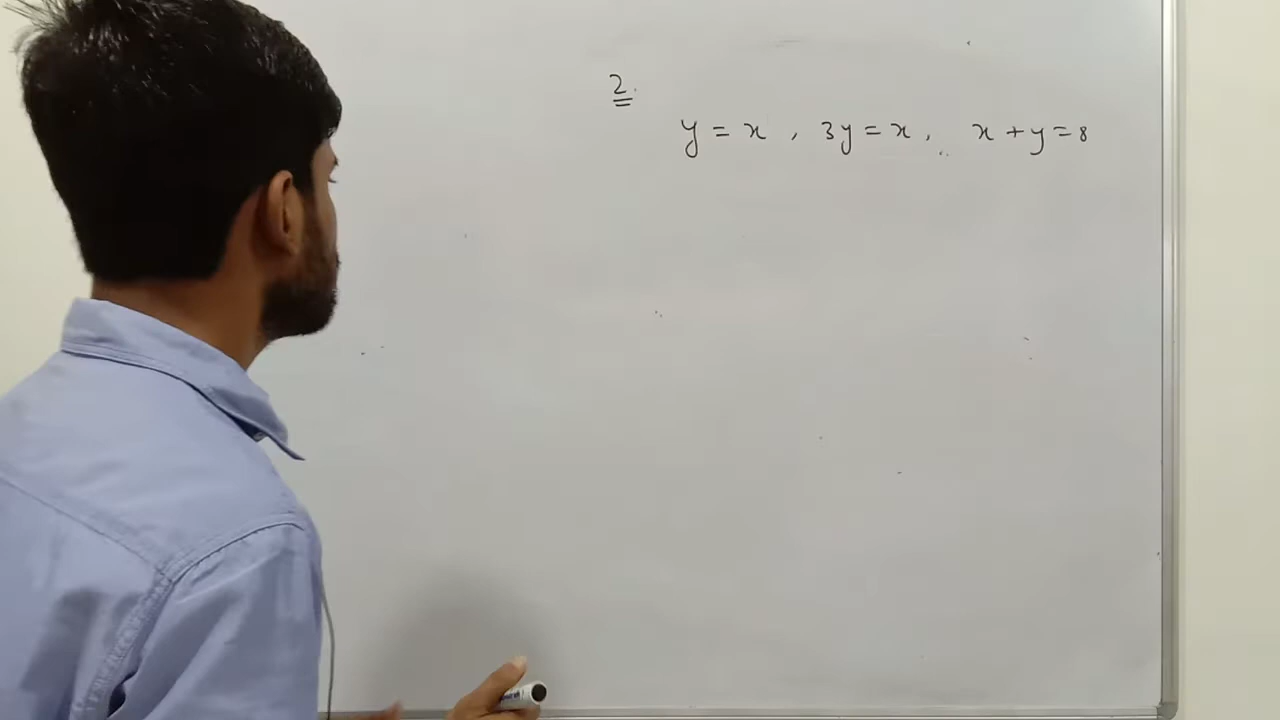 2.
y = x , 3y = x , x + y = 8